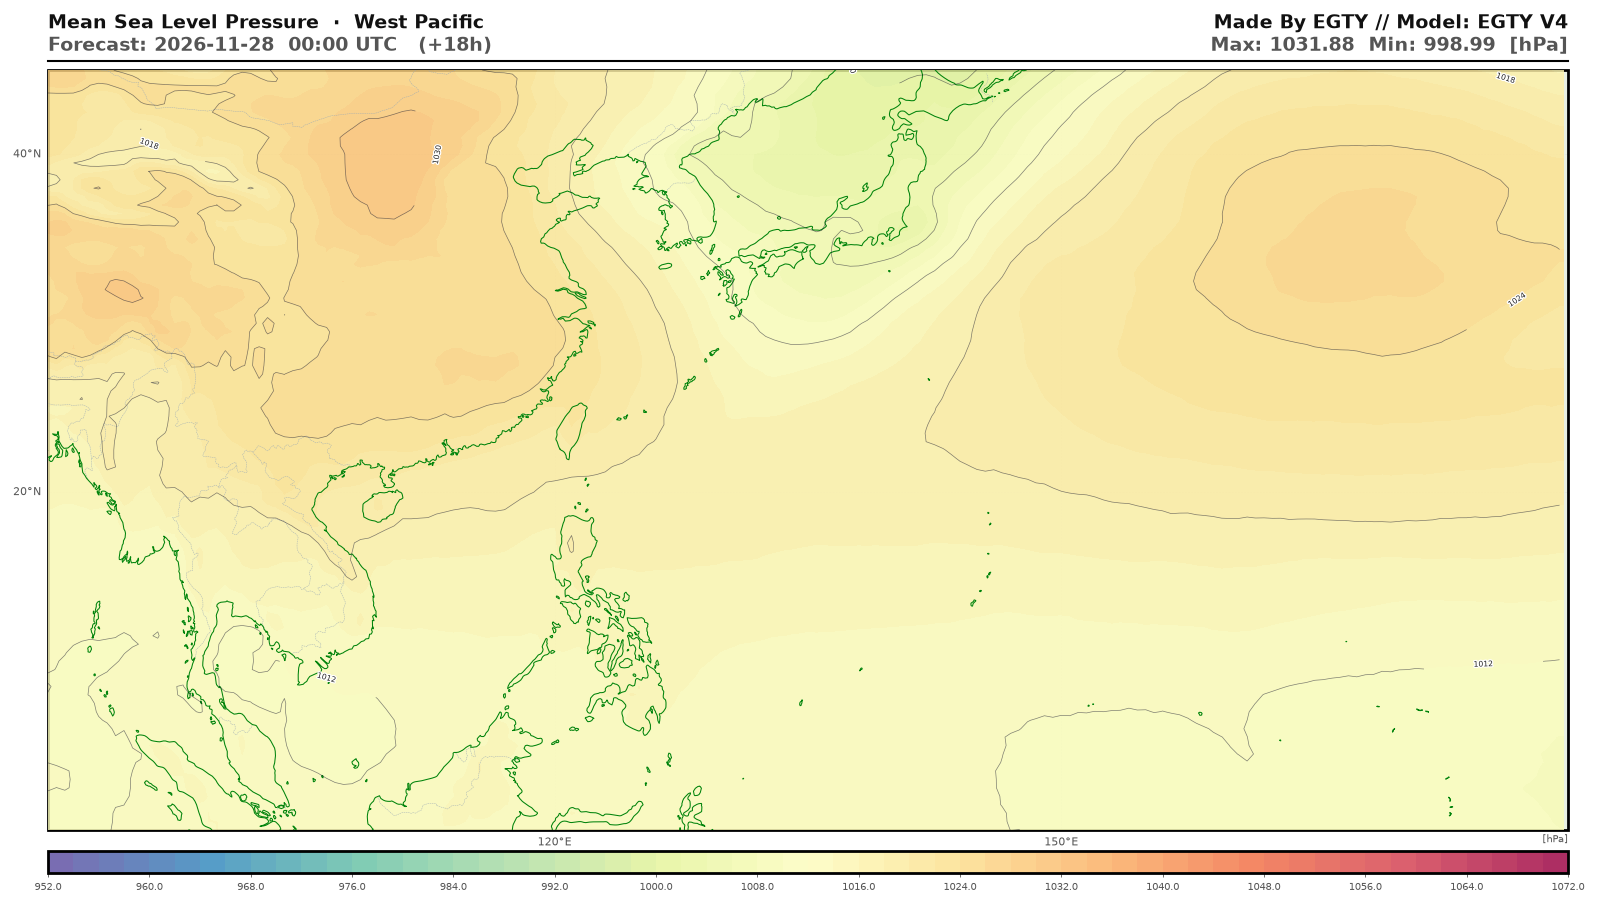 Mean Sea Level Pressure · West Pacific
Made By EGTY // Model: EGTY V4
Forecast: 2026-11-28 00:00 UTC (+18h)
Max: 1031.88 Min: 998.99 [hPa]
1018
1018
1030
40°N
1024
20°N
1012
1012
120°E
150°E
[hPa]
952.0 960.0 968.0 976.0 984.0 992.0 1000.0 1008.0 1016.0 1024.0 1032.0 1040.0 1048.0 1056.0 1064.0 1072.0